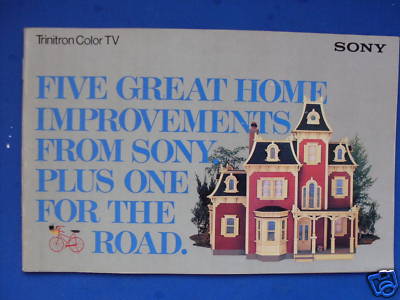 Trinitron Color TV
SONY
FIVE GREAT HOME
IMPROVEMENTS
FROM SONY.
PLUS ONE
FOR THE
ROAD.